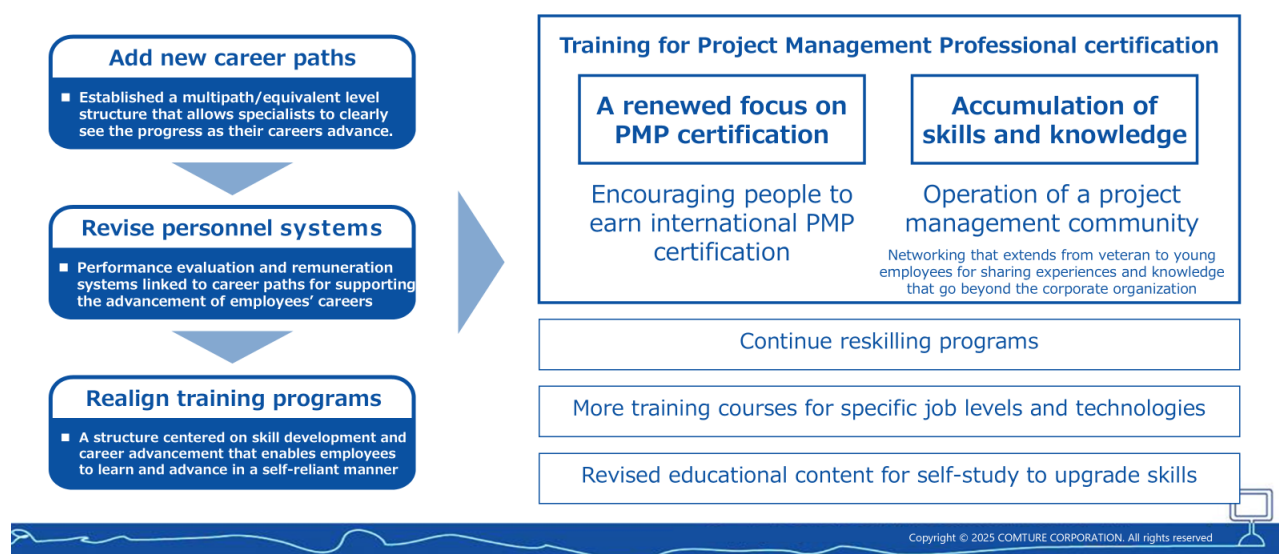 Add new career paths
■ Established a multipath/equivalent level
structure that allows specialists to clearly
see the progress as their careers advance.
Revise personnel systems
■ Performance evaluation and remuneration
systems linked to career paths for supporting
the advancement of employees’ careers
Realign training programs
■ A structure centered on skill development and
career advancement that enables employees
to learn and advance in a self-reliant manner
Training for Project Management Professional certification
A renewed focus on
PMP certification
Encouraging people to
earn international PMP
certification
Accumulation of
skills and knowledge
Operation of a project
management community
Networking that extends from veteran to young
employees for sharing experiences and knowledge
that go beyond the corporate organization
Continue reskilling programs
More training courses for specific job levels and technologies
Revised educational content for self-study to upgrade skills
Copyright © 2025 COMTURE CORPORATION. All rights reserved